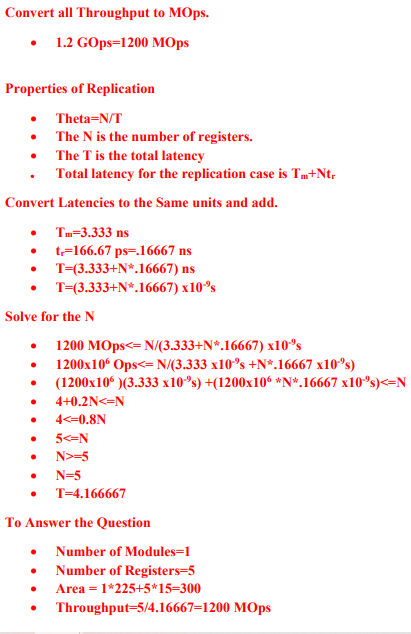 Convert all Throughput to MOps.
• 1.2 GOps=1200 MOps
Properties of Replication
• Theta=N/T
• The N is the number of registers.
• The T is the total latency
• Total latency for the replication case is Tₘ+Ntᵣ
Convert Latencies to the Same units and add.
• Tₘ=3.333 ns
• tᵣ=166.67 ps=.16667 ns
• T=(3.333+N*.16667) ns
• T=(3.333+N*.16667) x10⁻⁹s
Solve for the N
• 1200 MOps<= N/(3.333+N*.16667) x10⁻⁹s
• 1200x10⁶ Ops<= N/(3.333 x10⁻⁹s +N*.16667 x10⁻⁹s)
• (1200x10⁶ )(3.333 x10⁻⁹s) +(1200x10⁶ *N*.16667 x10⁻⁹s)<=N
• 4+0.2N<=N
• 4<=0.8N
• 5<=N
• N>=5
• N=5
• T=4.166667
To Answer the Question
• Number of Modules=1
• Number of Registers=5
• Area = 1*225+5*15=300
• Throughput=5/4.16667=1200 MOps